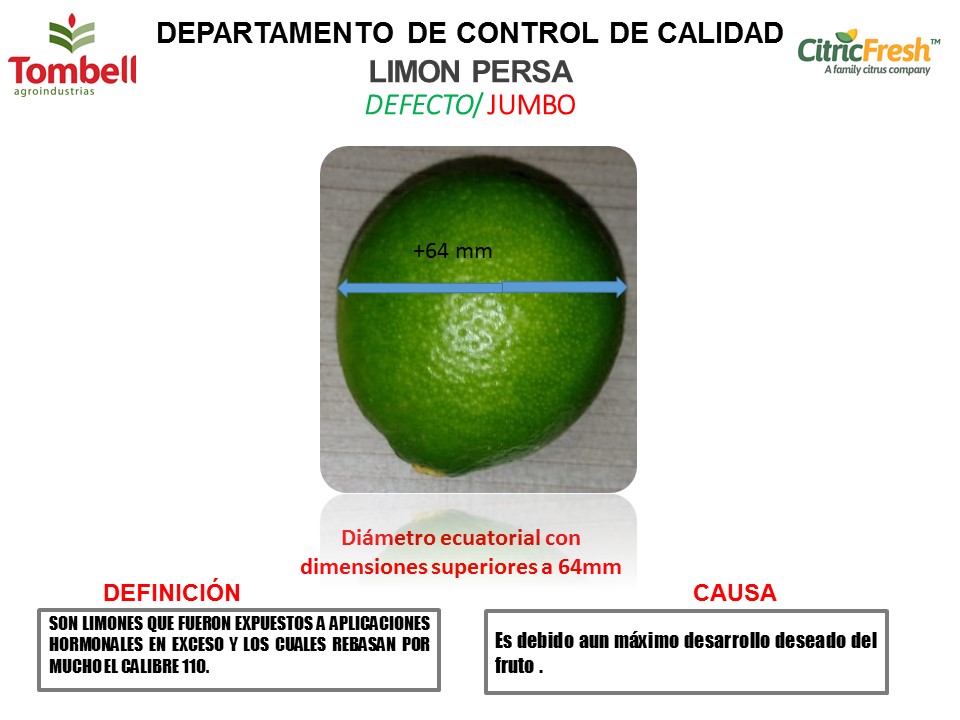 DEPARTAMENTO DE CONTROL DE CALIDAD
Tombell
agroindustrias
CitricFresh™
A family citrus company
LIMON PERSA
DEFECTO/ JUMBO
+64 mm
Diámetro ecuatorial con
dimensiones superiores a 64mm
DEFINICIÓN
SON LIMONES QUE FUERON EXPUESTOS A APLICACIONES
HORMONALES EN EXCESO Y LOS CUALES REBASAN POR
MUCHO EL CALIBRE 110.
CAUSA
Es debido aun máximo desarrollo deseado del
fruto .